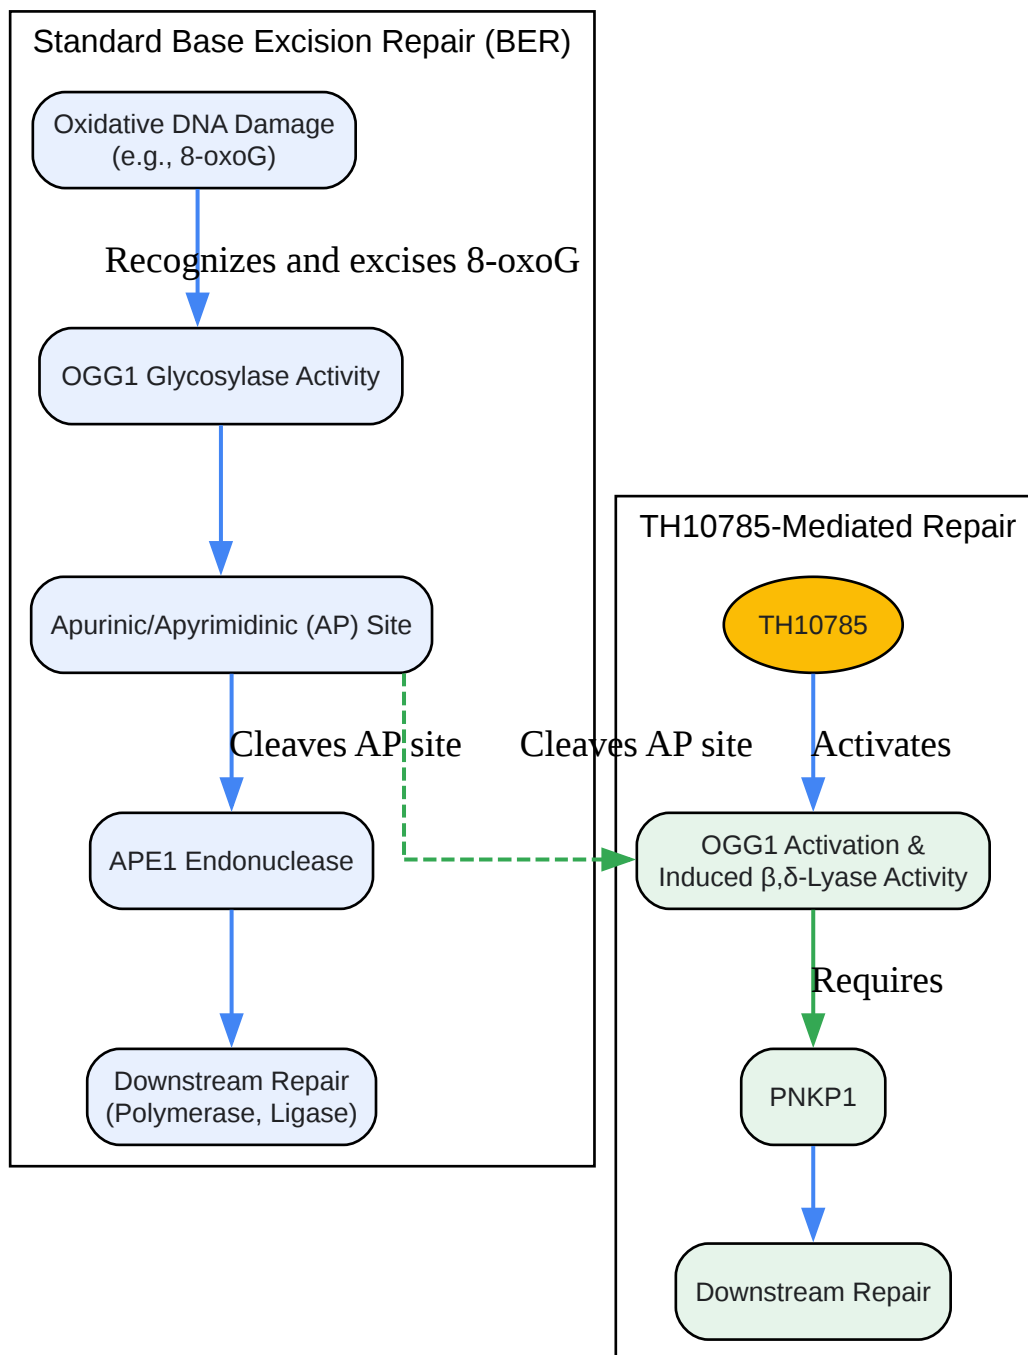 Standard Base Excision Repair (BER)
Oxidative DNA Damage
(e.g., 8-oxoG)
Recognizes and excises 8-oxoG
OGG1 Glycosylase Activity
Apurinic/Apyrimidinic (AP) Site
Cleaves AP site
APE1 Endonuclease
Downstream Repair
(Polymerase, Ligase)
Cleaves AP site
TH10785-Mediated Repair
TH10785
Activates
OGG1 Activation &
Induced β,δ-Lyase Activity
Requires
PNKP1
Downstream Repair